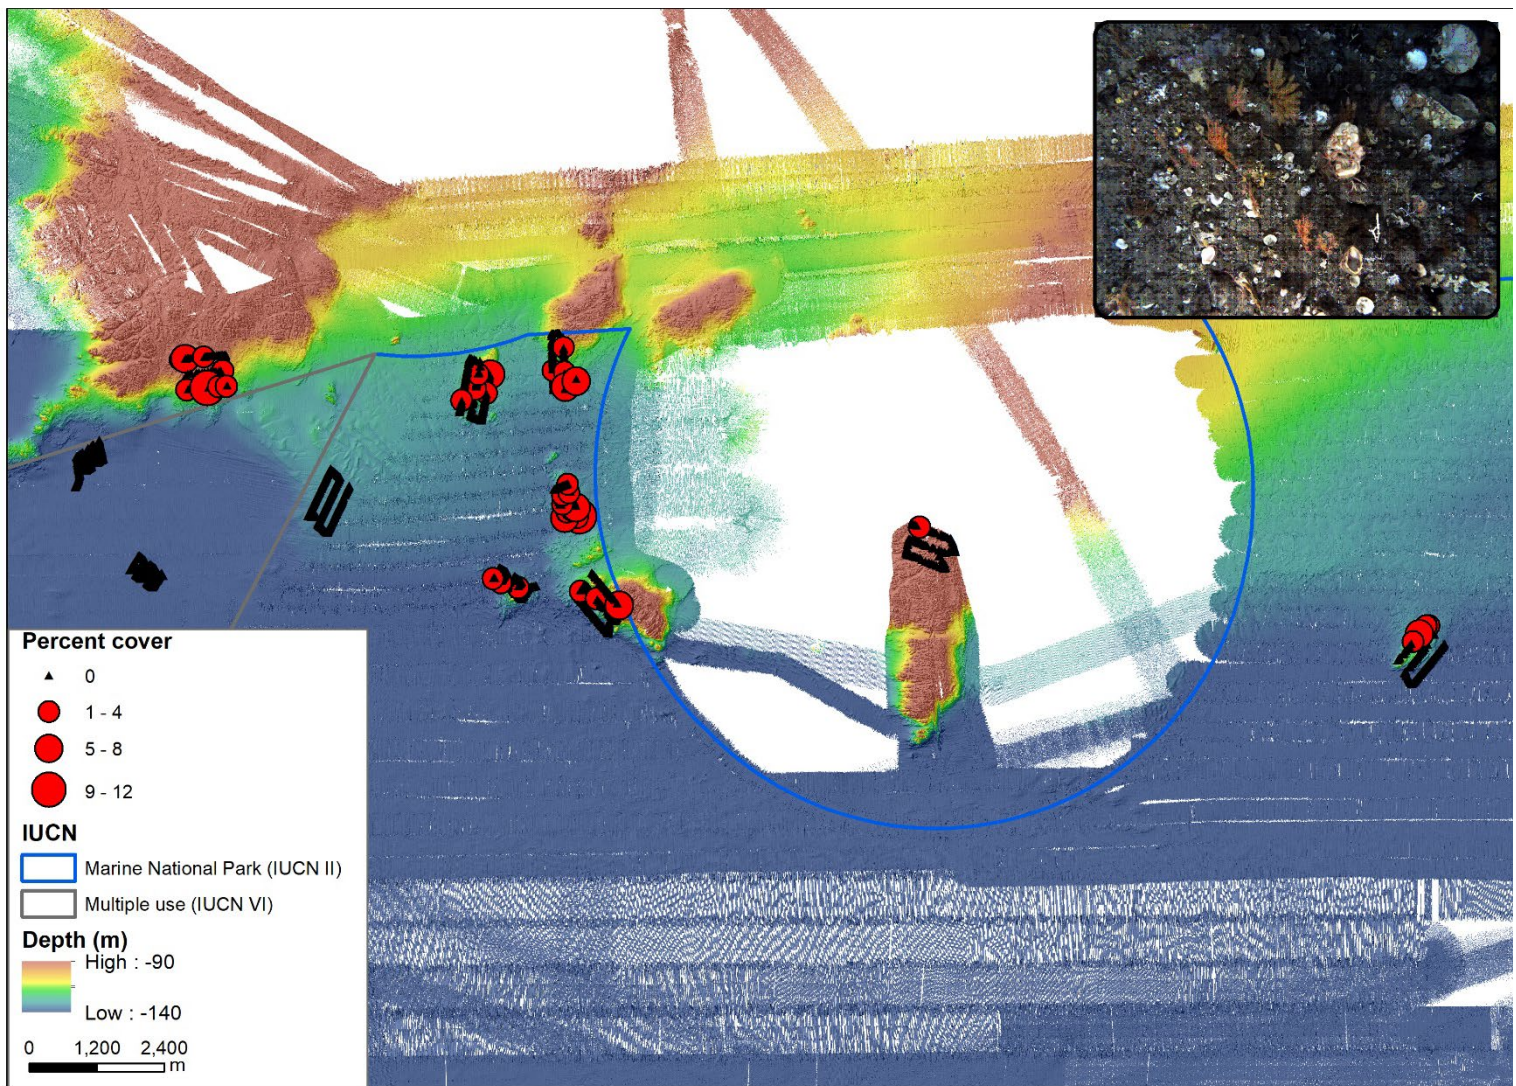 Percent cover
0
1 - 4
5 - 8
9 - 12
IUCN
Marine National Park (IUCN II)
Multiple use (IUCN VI)
Depth (m)
High : -90
Low : -140
0 1,200 2,400
m